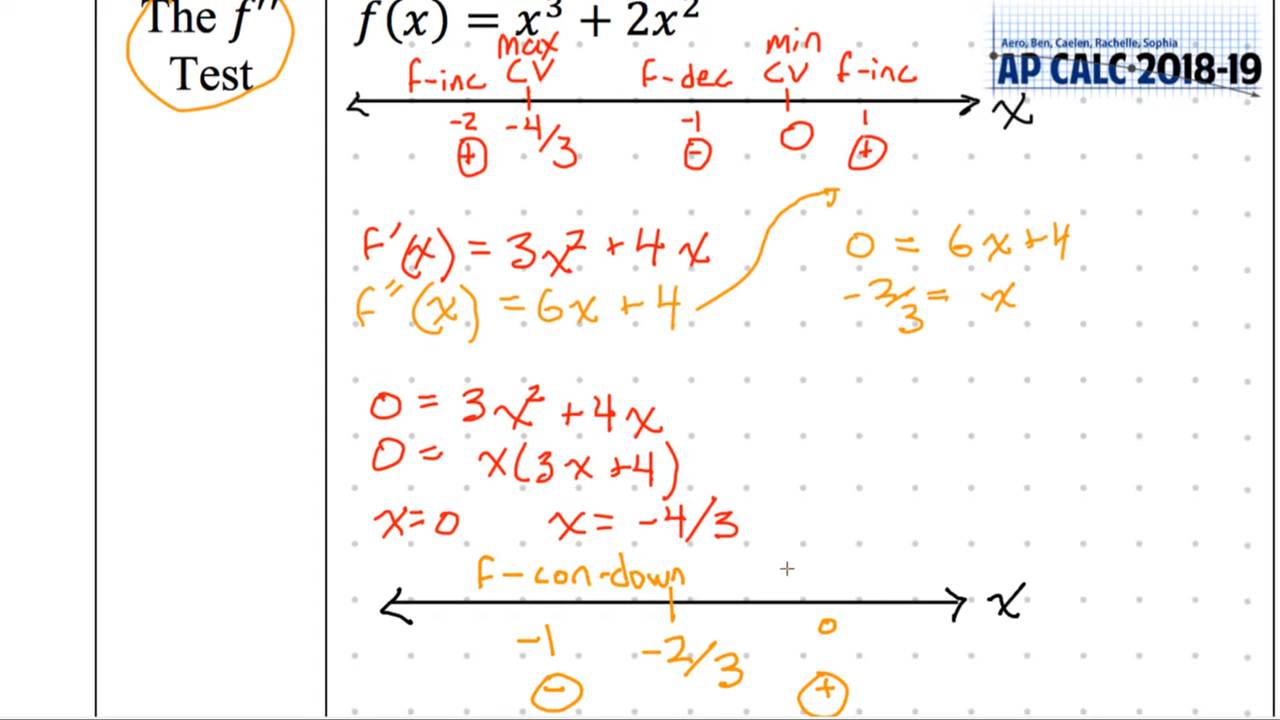 The f''
Test
f(x) = x³ + 2x²
Aero, Ben, Caelen, Rachelle, Sophia
AP CALC 2018-19
max min
f-inc CV f-dec CV f-inc
x
-2 -4/3 -1 0 1
+ - +
f'(x) = 3x² + 4x
f''(x) = 6x + 4
0 = 6x+4
-2/3 = x
0 = 3x² + 4x
0 = x(3x+4)
x=0 x = -4/3
f-con-down
x
-1 -2/3 0
- +